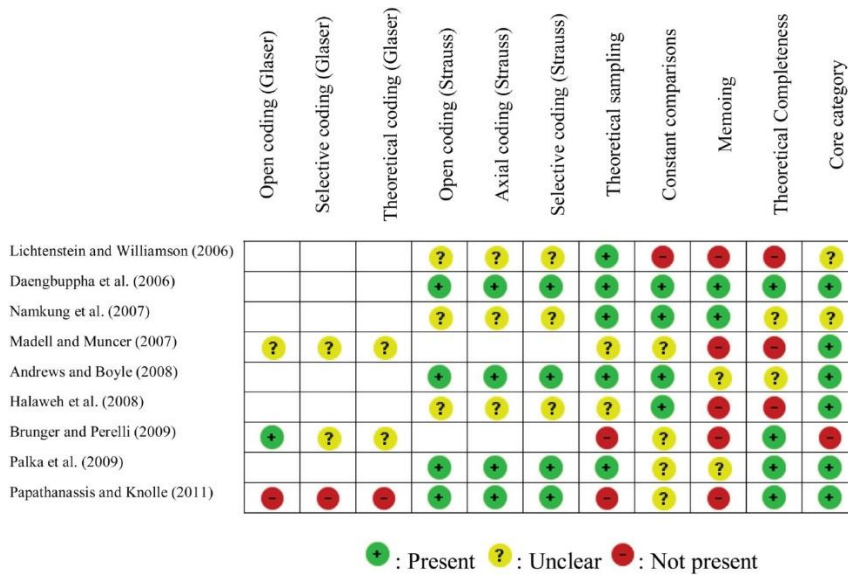 Open coding (Glaser)
Selective coding (Glaser)
Theoretical coding (Glaser)
Open coding (Strauss)
Axial coding (Strauss)
Selective coding (Strauss)
Theoretical sampling
Constant comparisons
Memoing
Theoretical Completeness
Core category
Lichtenstein and Williamson (2006) ? ? ? + - - - ?
Daengbuppha et al. (2006) + + + + + + + +
Namkung et al. (2007) ? ? ? + + + ? ?
Madell and Muncer (2007) ? ? ? ? ? - - +
Andrews and Boyle (2008) + + + + + ? ? +
Halaweh et al. (2008) ? ? ? ? + - - +
Brunger and Perelli (2009) + ? ? - ? - + -
Palka et al. (2009) + + + + ? ? + +
Papathanassis and Knolle (2011) - - - + + + - ? - + +
+ : Present ? : Unclear - : Not present